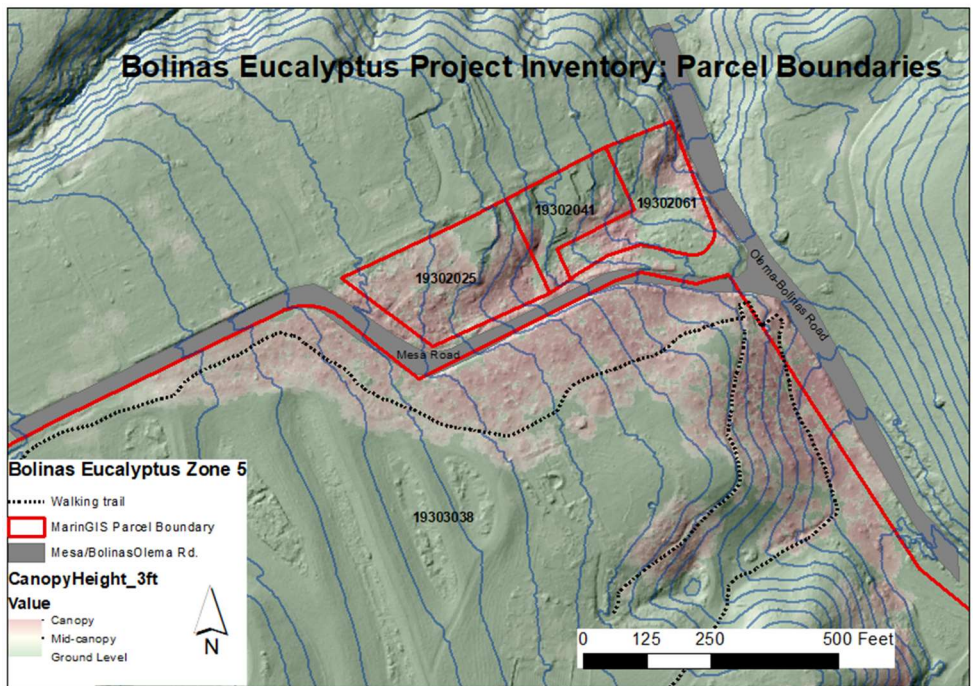 Bolinas Eucalyptus Project Inventory: Parcel Boundaries
19302041
19302061
19302025
Olema-Bolinas Road
Mesa Road
19303038
Bolinas Eucalyptus Zone 5
Walking trail
MarinGIS Parcel Boundary
Mesa/BolinasOlema Rd.
CanopyHeight_3ft
Value
Canopy
Mid-canopy
Ground Level
N
0 125 250 500 Feet